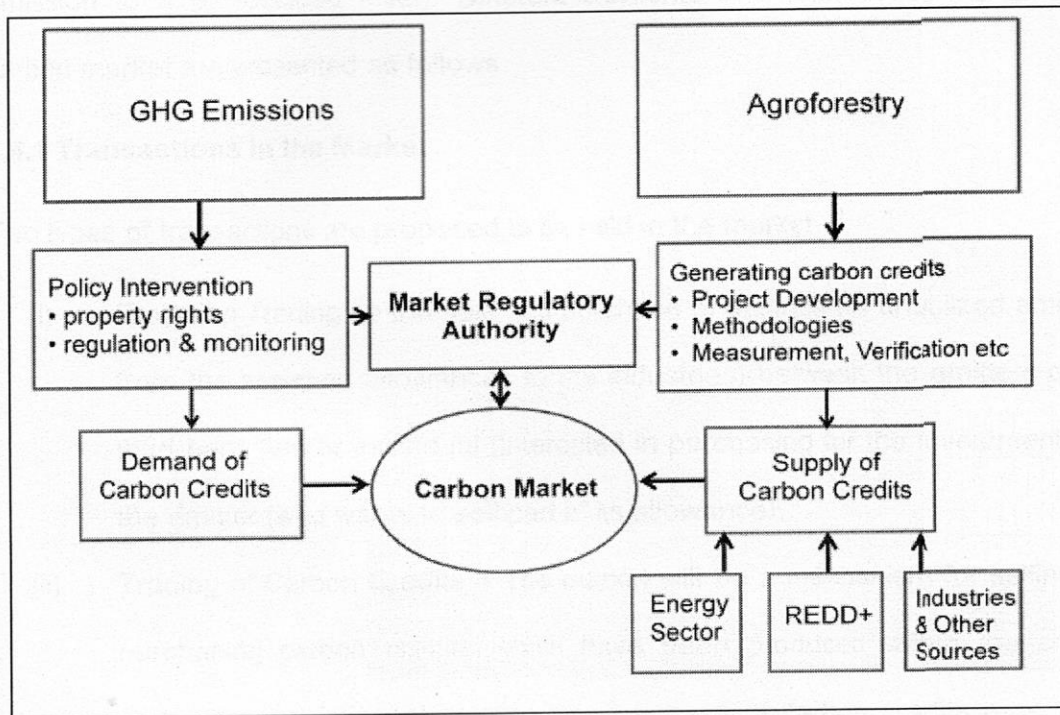 GHG Emissions
Agroforestry
Policy Intervention
• property rights
• regulation & monitoring
Market Regulatory
Authority
Generating carbon credits
• Project Development
• Methodologies
• Measurement, Verification etc
Demand of
Carbon Credits
Carbon Market
Supply of
Carbon Credits
Energy
Sector
REDD+
Industries
& Other
Sources